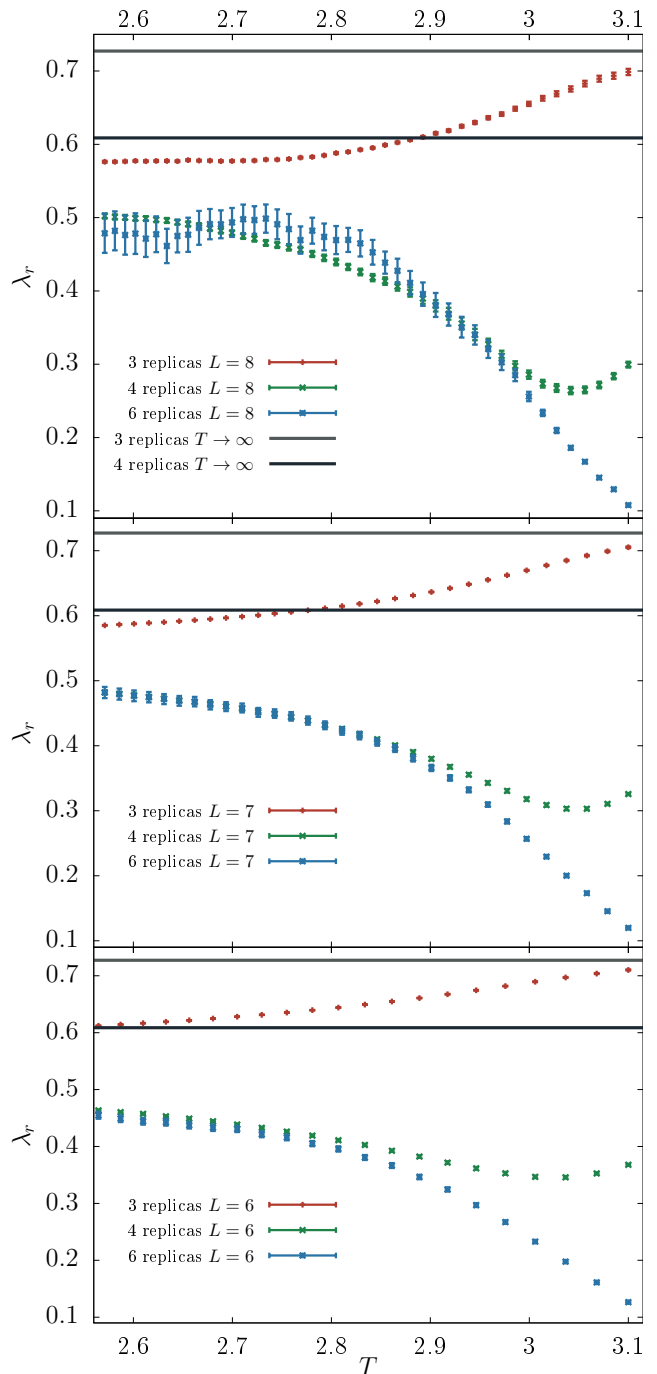 2.6 2.7 2.8 2.9 3 3.1
0.7
0.6
0.5
0.4
0.3
0.2
0.1
λr
3 replicas L = 8
4 replicas L = 8
6 replicas L = 8
3 replicas T → ∞
4 replicas T → ∞
0.7
0.6
0.5
0.4
0.3
0.2
0.1
λr
3 replicas L = 7
4 replicas L = 7
6 replicas L = 7
0.7
0.6
0.5
0.4
0.3
0.2
0.1
λr
3 replicas L = 6
4 replicas L = 6
6 replicas L = 6
2.6 2.7 2.8 2.9 3 3.1
T